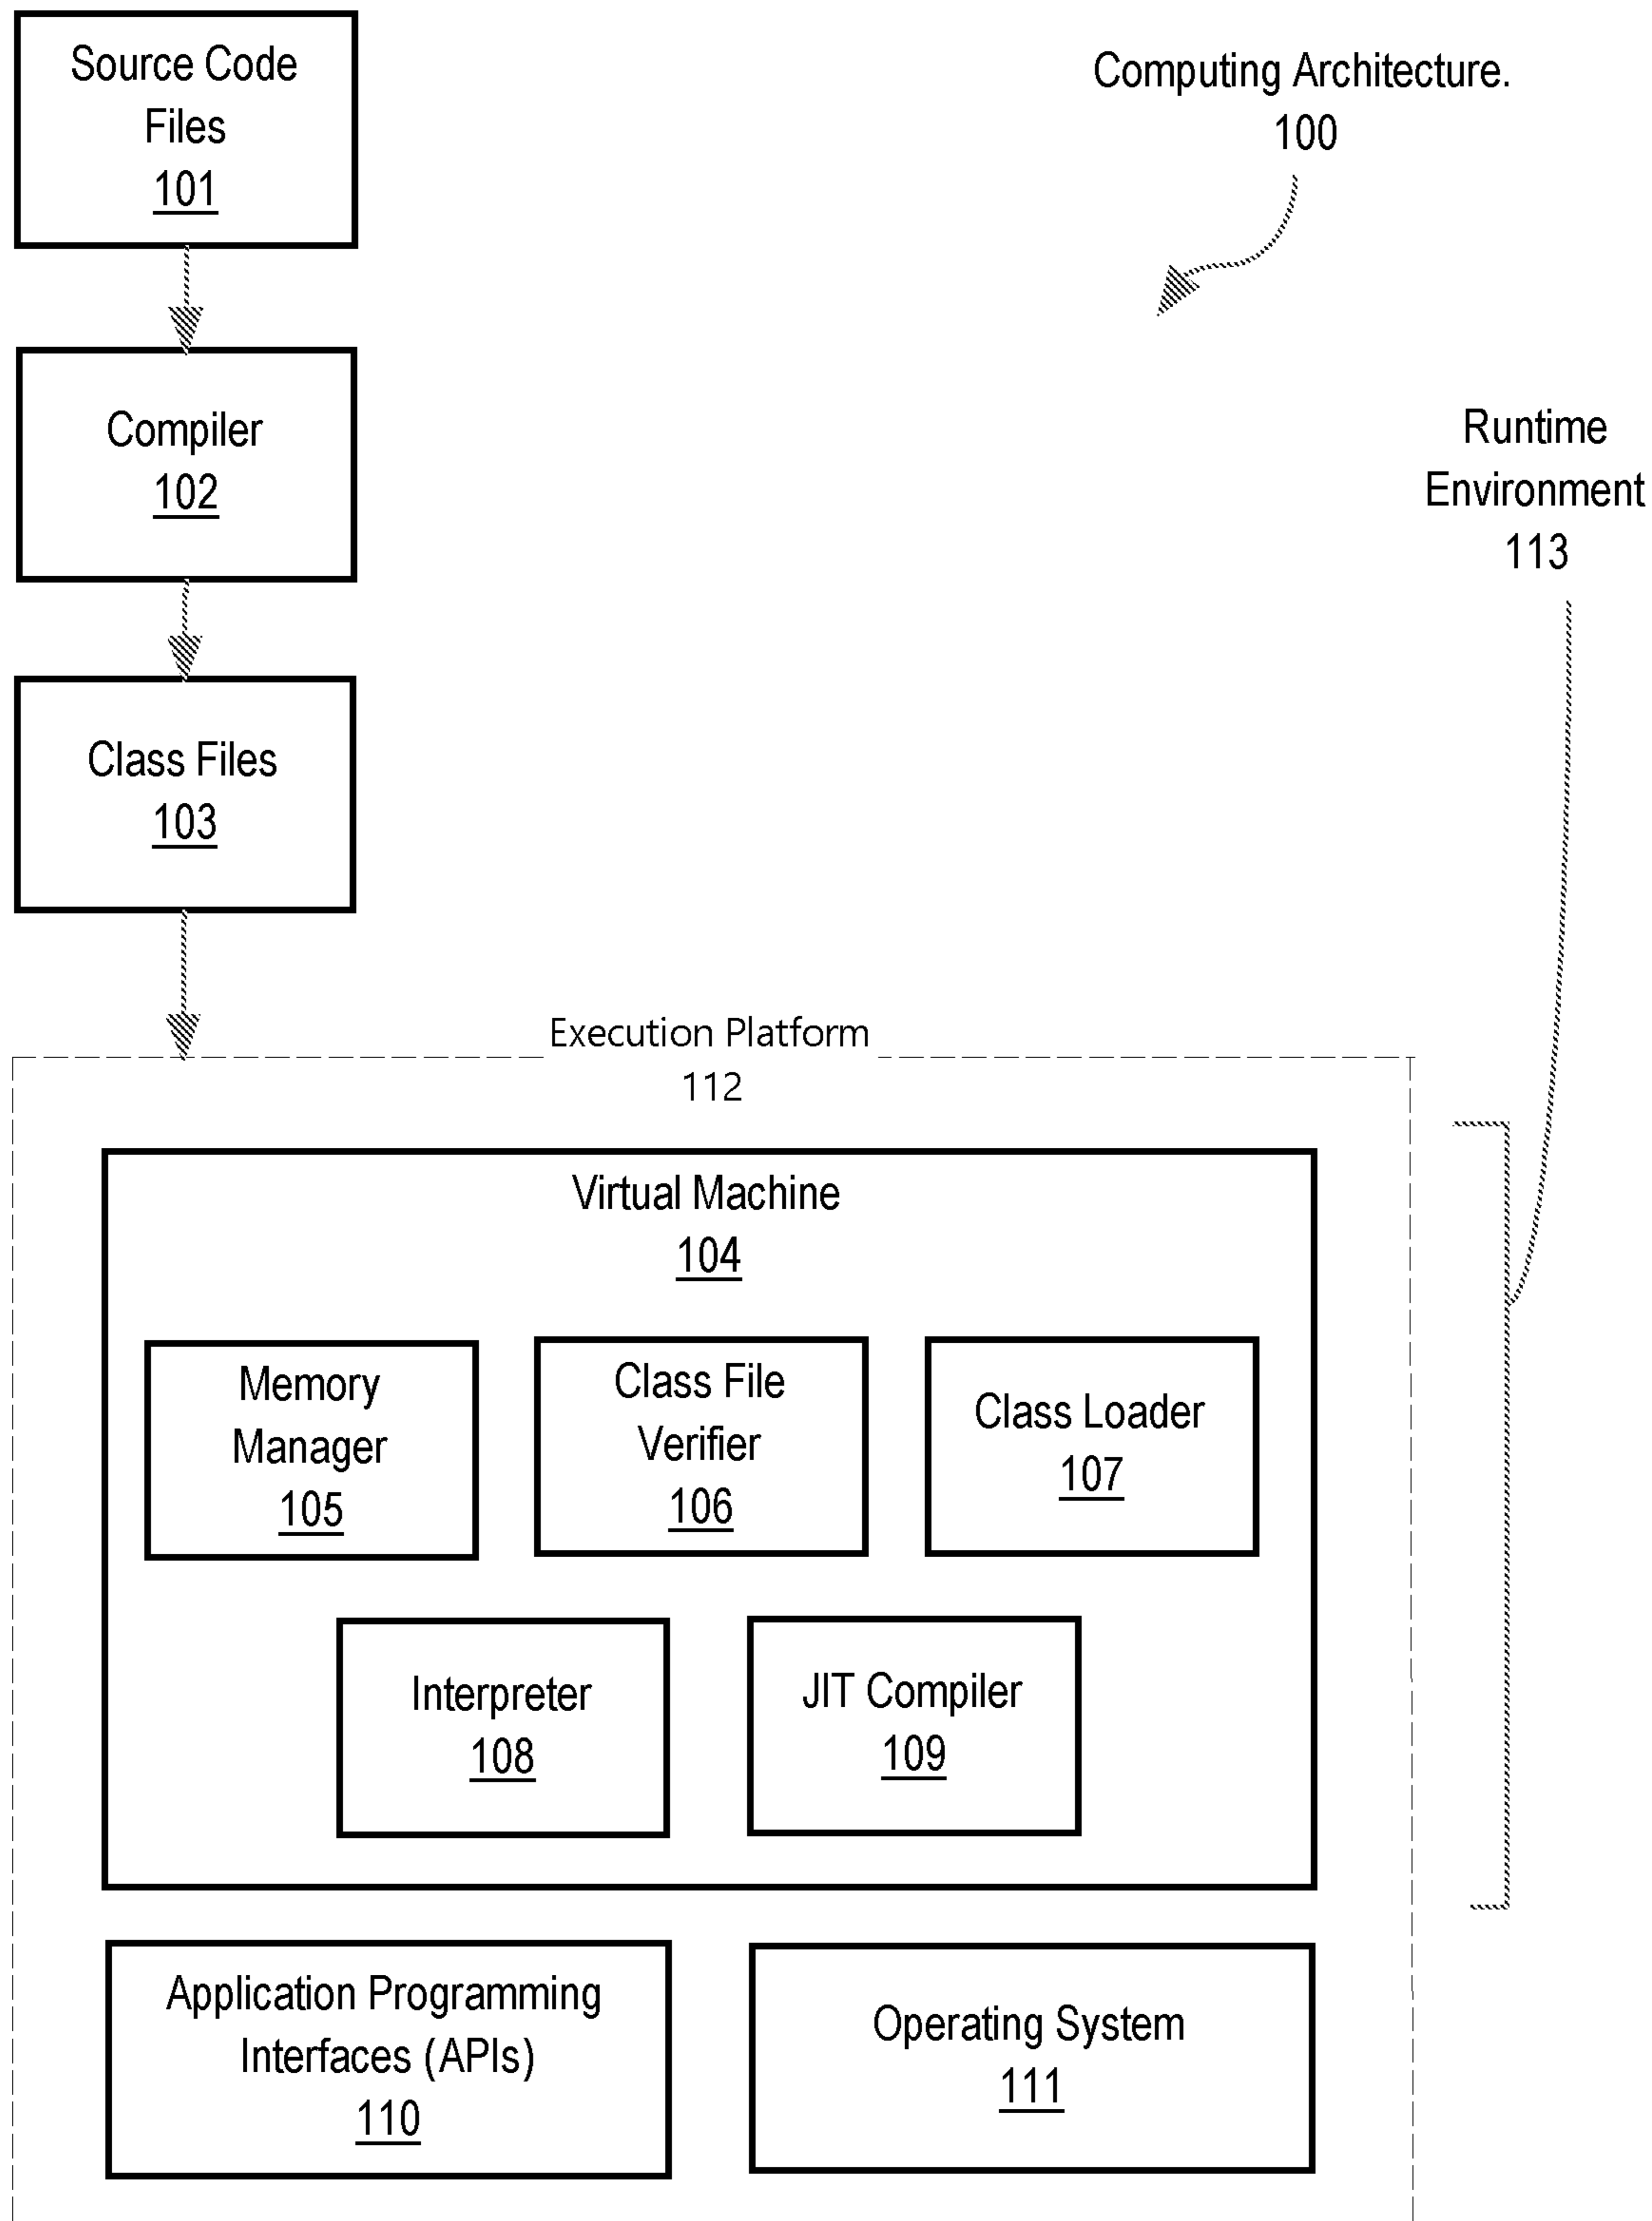 Source Code
Files
101
Computing Architecture.
100
Compiler
102
Runtime
Environment
113
Class Files
103
Execution Platform
112
Virtual Machine
104
Memory
Manager
105
Class File
Verifier
106
Class Loader
107
Interpreter
108
JIT Compiler
109
Application Programming
Interfaces (APIs)
110
Operating System
111